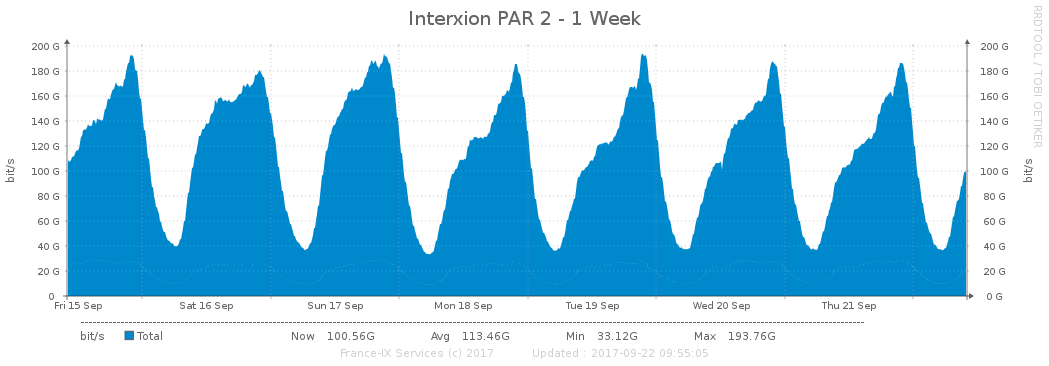 Interxion PAR 2 - 1 Week
RRDTOOL / TOBI OETIKER
bit/s
200 G
180 G
160 G
140 G
120 G
100 G
80 G
60 G
40 G
20 G
0
200 G
180 G
160 G
140 G
120 G
100 G
80 G
60 G
40 G
20 G
0 G
bit/s
Fri 15 Sep Sat 16 Sep Sun 17 Sep Mon 18 Sep Tue 19 Sep Wed 20 Sep Thu 21 Sep
bit/s Total Now 100.56G Avg 113.46G Min 33.12G Max 193.76G
France-IX Services (c) 2017 Updated : 2017-09-22 09:55:05